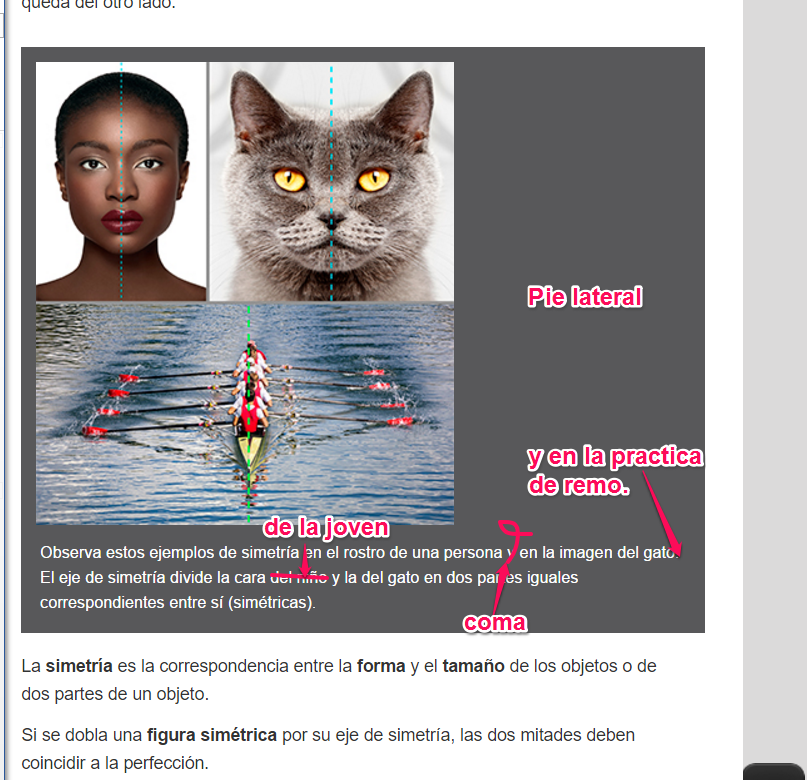 queda del otro lado.
Pie lateral
y en la practica
de remo.
de la joven
Observa estos ejemplos de simetría en el rostro de una persona y en la imagen del gato.
El eje de simetría divide la cara del niño y la del gato en dos partes iguales
correspondientes entre sí (simétricas).
coma
La simetría es la correspondencia entre la forma y el tamaño de los objetos o de
dos partes de un objeto.
Si se dobla una figura simétrica por su eje de simetría, las dos mitades deben
coincidir a la perfección.